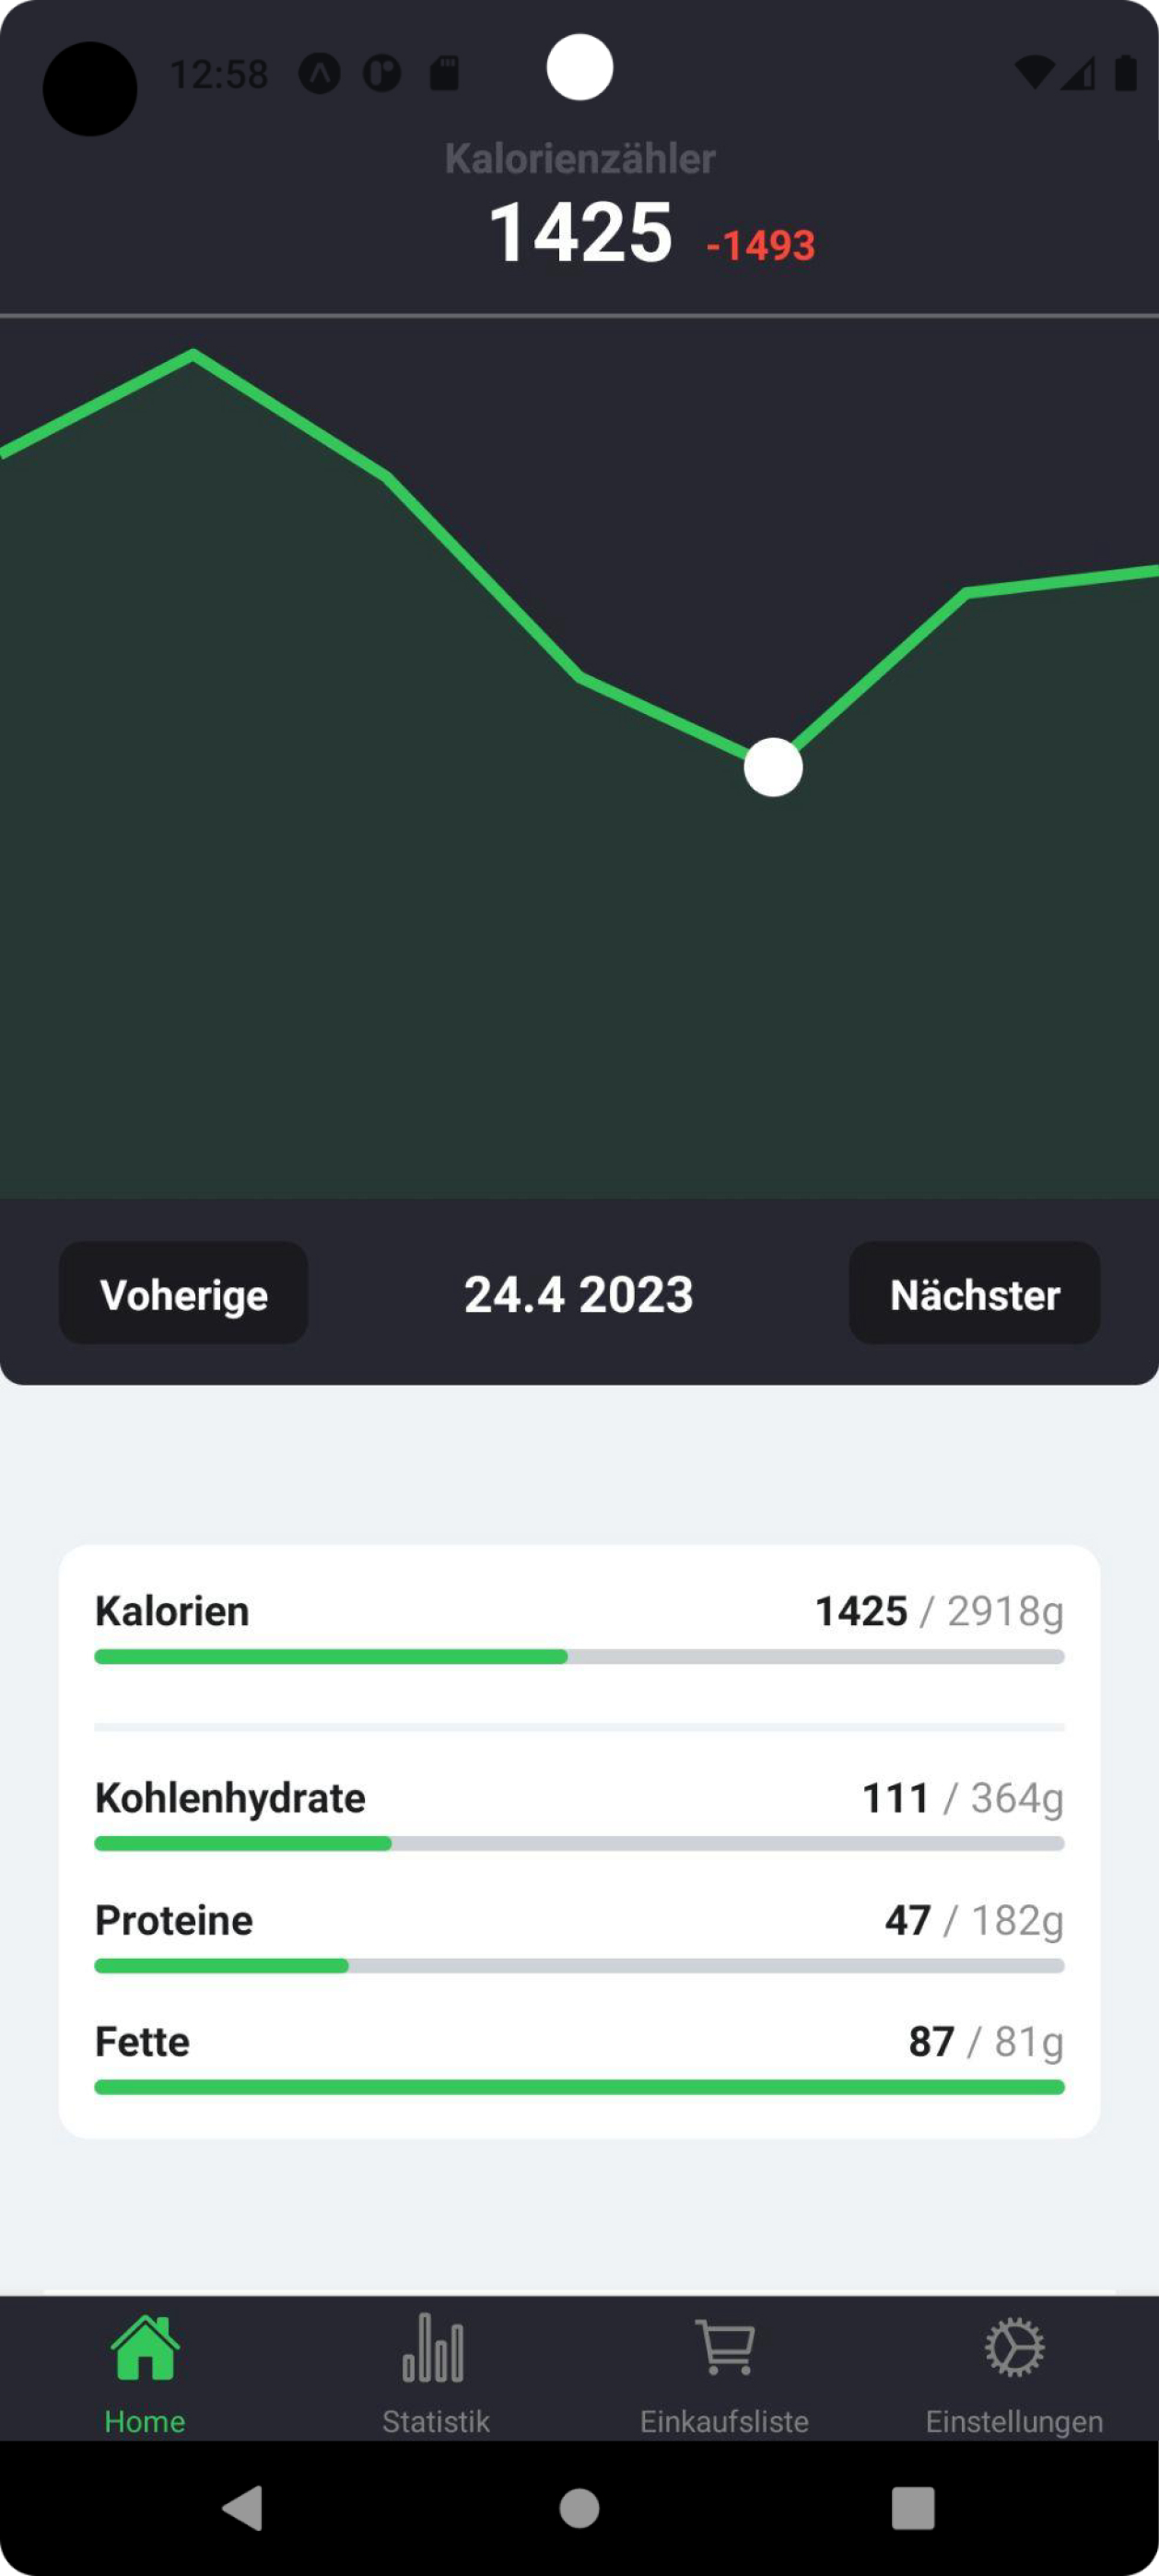 12:58
Kalorienzähler
1425 -1493
Voherige 24.4 2023 Nächster
Kalorien 1425 / 2918g
Kohlenhydrate 111 / 364g
Proteine 47 / 182g
Fette 87 / 81g
Home Statistik Einkaufsliste Einstellungen